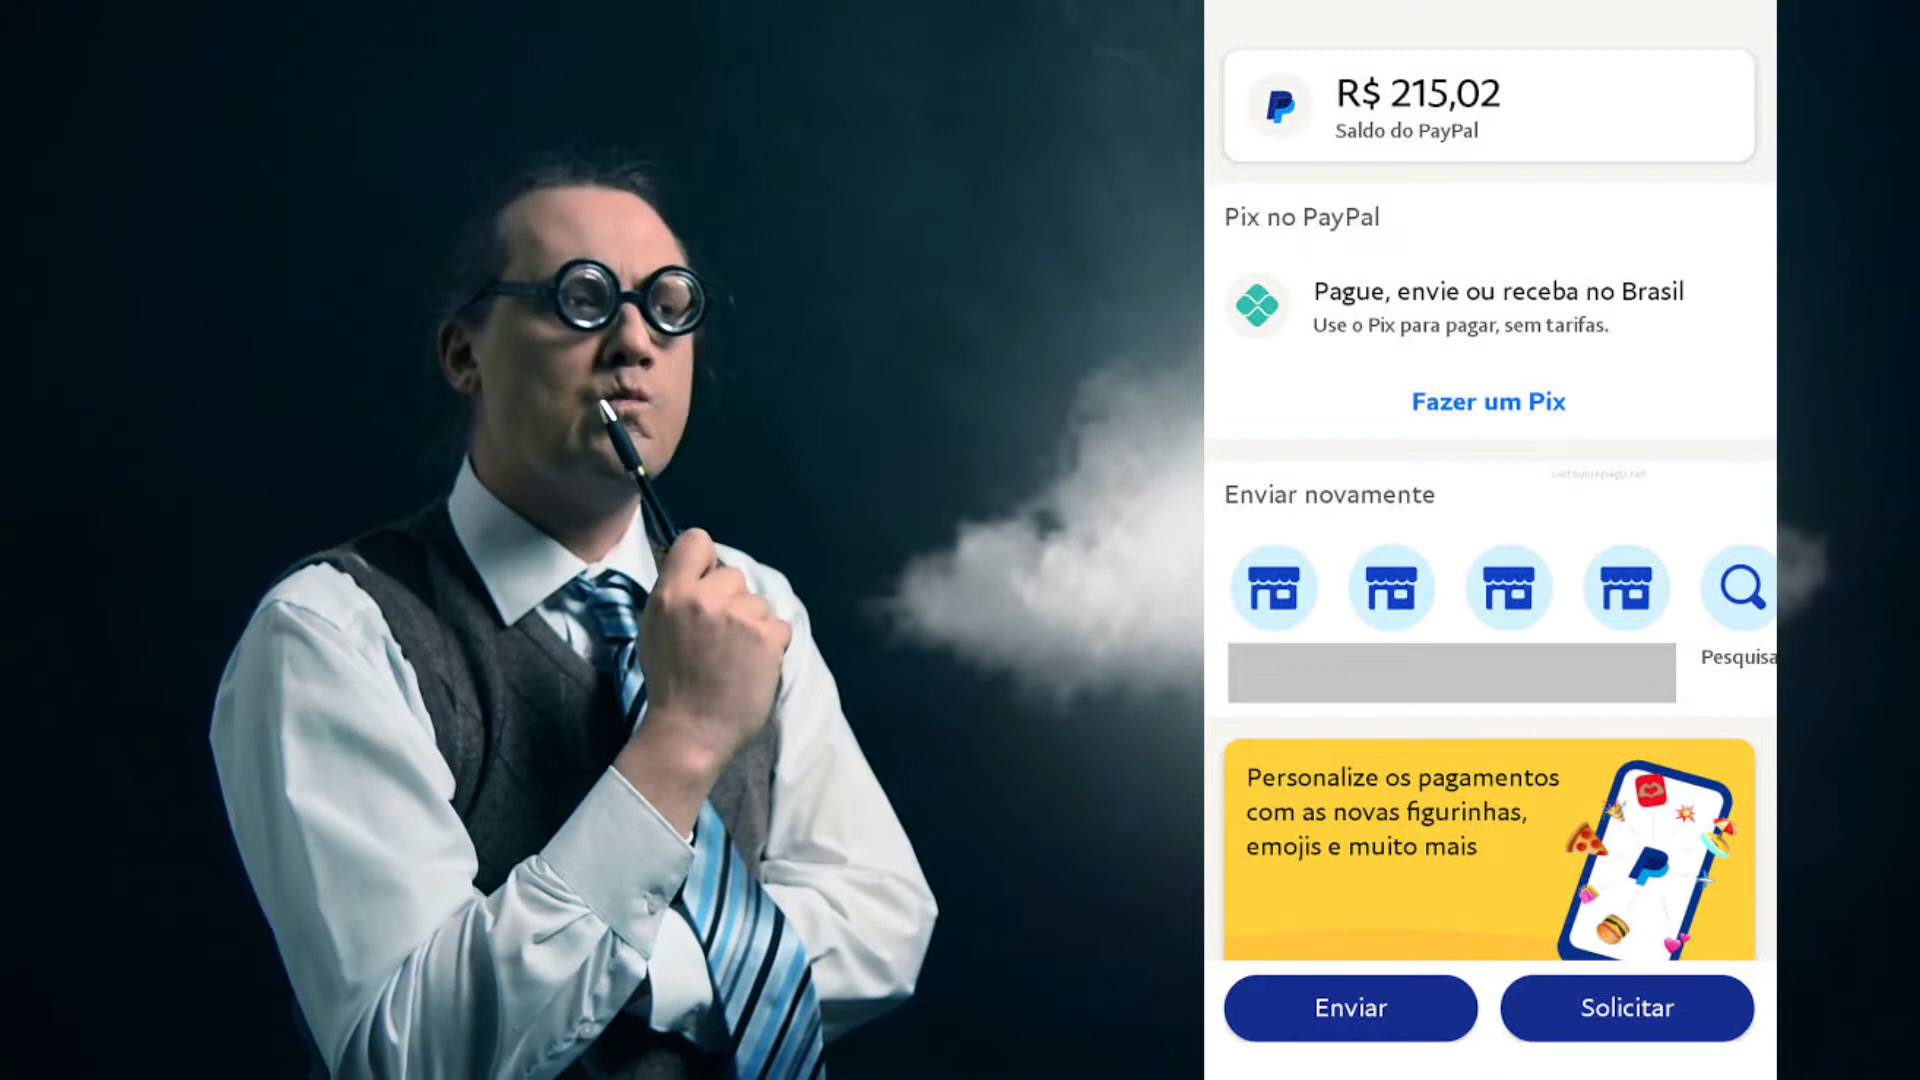 R$ 215,02
Saldo do PayPal
Pix no PayPal
Pague, envie ou receba no Brasil
Use o Pix para pagar, sem tarifas.
Fazer um Pix
Enviar novamente
Pesquisa
Personalize os pagamentos
com as novas figurinhas,
emojis e muito mais
Enviar
Solicitar